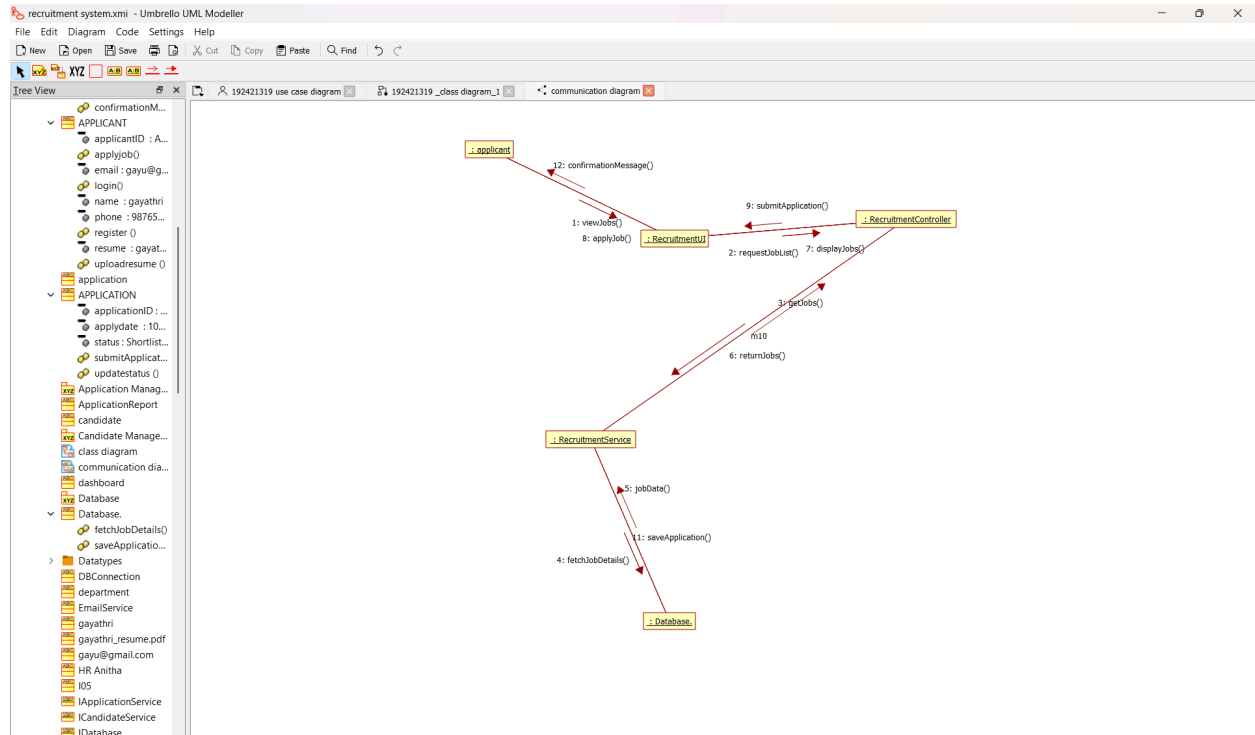 recruitment system.xmi - Umbrello UML Modeller
File Edit Diagram Code Settings Help
New Open Save Cut Copy Paste Find
XYZ XYZ A:B A:B
Tree View
192421319 use case diagram
192421319 _class diagram_1
communication diagram
confirmationM...
APPLICANT
applicantID : A...
applyjob()
email : gayu@g...
login()
name : gayathri
phone : 98765...
register ()
resume : gayat...
uploadresume ()
application
APPLICATION
applicationID : ...
applydate : 10...
status : Shortlist...
submitApplicat...
updatestatus ()
Application Manag...
ApplicationReport
candidate
Candidate Manage...
class diagram
communication dia...
dashboard
Database
Database.
fetchJobDetails()
saveApplicatio...
Datatypes
DBConnection
department
EmailService
gayathri
gayathri_resume.pdf
gayu@gmail.com
HR Anitha
I05
IApplicationService
ICandidateService
IDatabase
: applicant
12: confirmationMessage()
1: viewJobs()
8: applyJob()
: RecruitmentUI
9: submitApplication()
: RecruitmentController
2: requestJobList()
7: displayJobs()
3: getJobs()
m10
6: returnJobs()
: RecruitmentService
5: jobData()
11: saveApplication()
4: fetchJobDetails()
: Database.